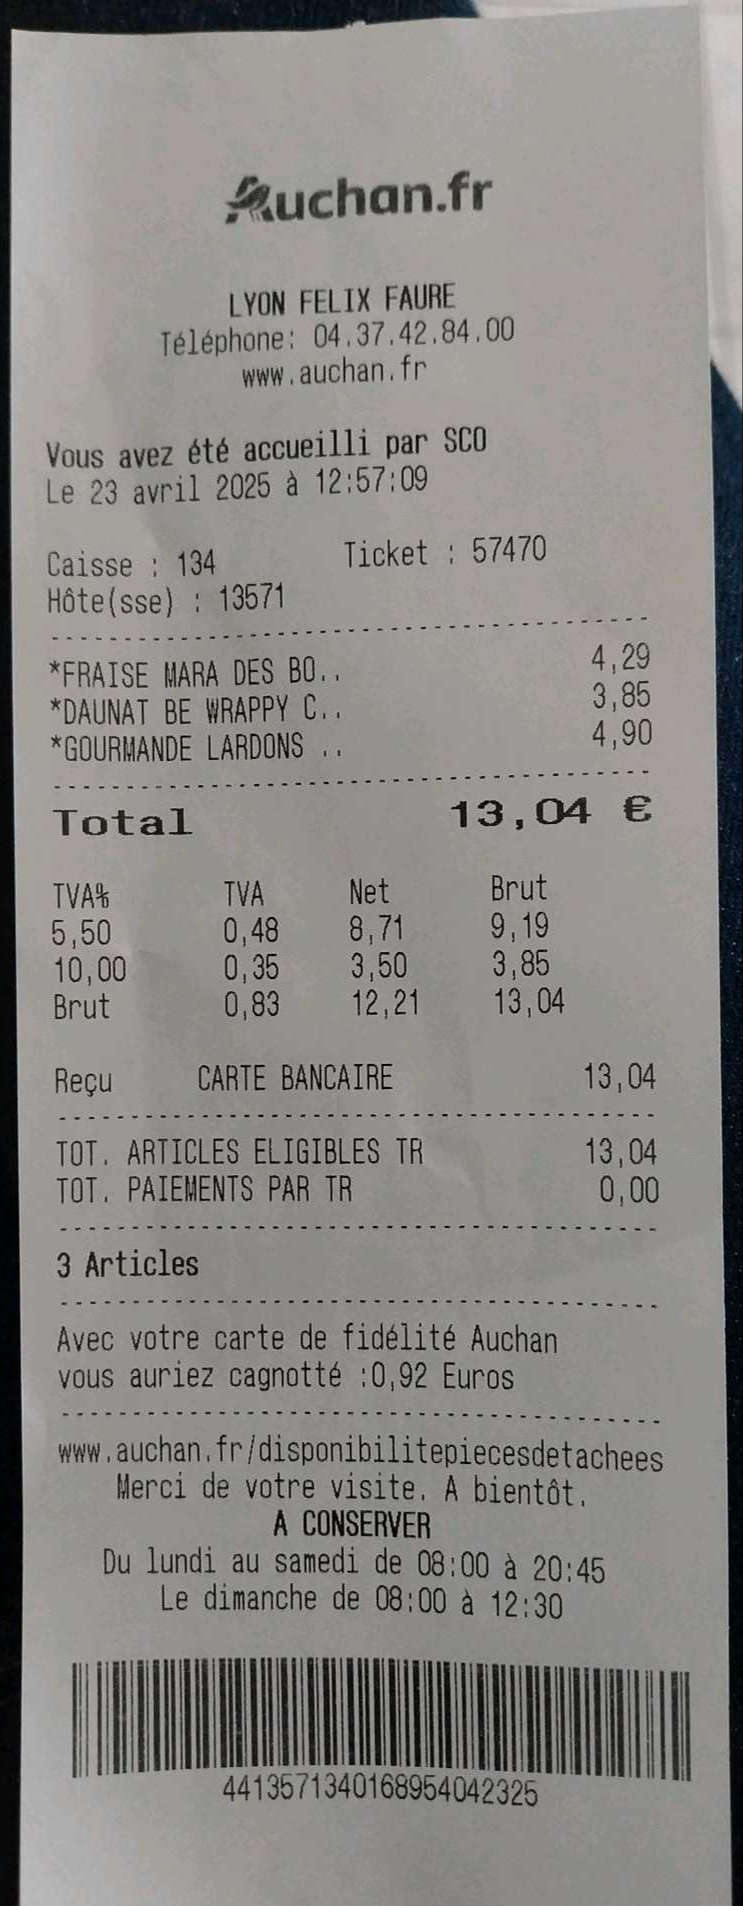 Auchan.fr
LYON FELIX FAURE
Téléphone: 04.37.42.84.00
www.auchan.fr
Vous avez été accueilli par SCO
Le 23 avril 2025 à 12:57:09
Caisse : 134 Ticket : 57470
Hôte(sse) : 13571
*FRAISE MARA DES BO.. 4,29
*DAUNAT BE WRAPPY C.. 3,85
*GOURMANDE LARDONS .. 4,90
Total 13,04 €
TVA% TVA Net Brut
5,50 0,48 8,71 9,19
10,00 0,35 3,50 3,85
Brut 0,83 12,21 13,04
Reçu CARTE BANCAIRE 13,04
TOT. ARTICLES ELIGIBLES TR 13,04
TOT. PAIEMENTS PAR TR 0,00
3 Articles
Avec votre carte de fidélité Auchan
vous auriez cagnotté :0,92 Euros
www.auchan.fr/disponibilitepiecesdetachees
Merci de votre visite. A bientôt.
A CONSERVER
Du lundi au samedi de 08:00 à 20:45
Le dimanche de 08:00 à 12:30
4413571340168954042325